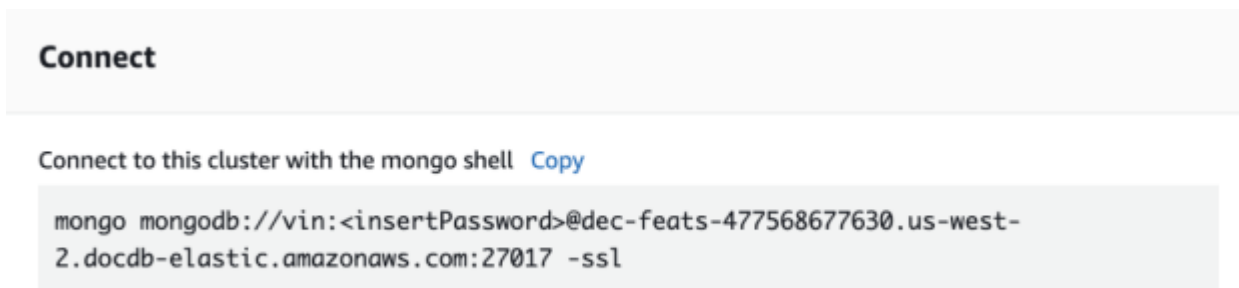 Connect
Connect to this cluster with the mongo shell Copy
mongo mongodb://vin:<insertPassword>@dec-feats-477568677630.us-west-
2.docdb-elastic.amazonaws.com:27017 -ssl